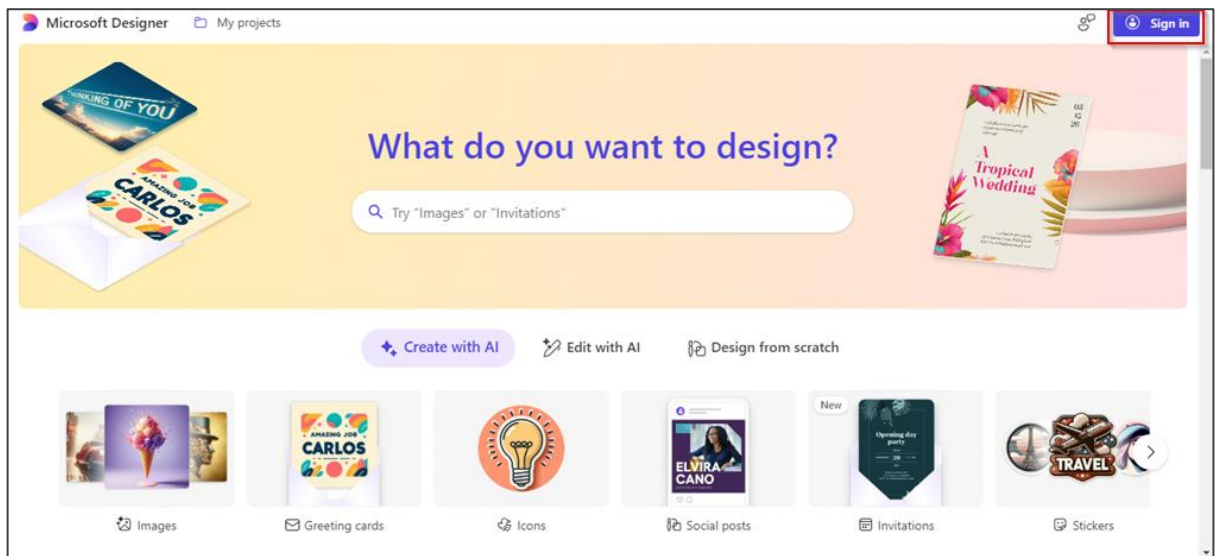 Microsoft Designer My projects Sign in
THINKING OF YOU
AMAZING JOB
CARLOS
What do you want to design?
Try "Images" or "Invitations"
A
Tropical
Wedding
Create with AI Edit with AI Design from scratch
AMAZING JOB
CARLOS
ELVIRA
CANO
New
Opening day
party
29
TRAVEL
Images Greeting cards Icons Social posts Invitations Stickers